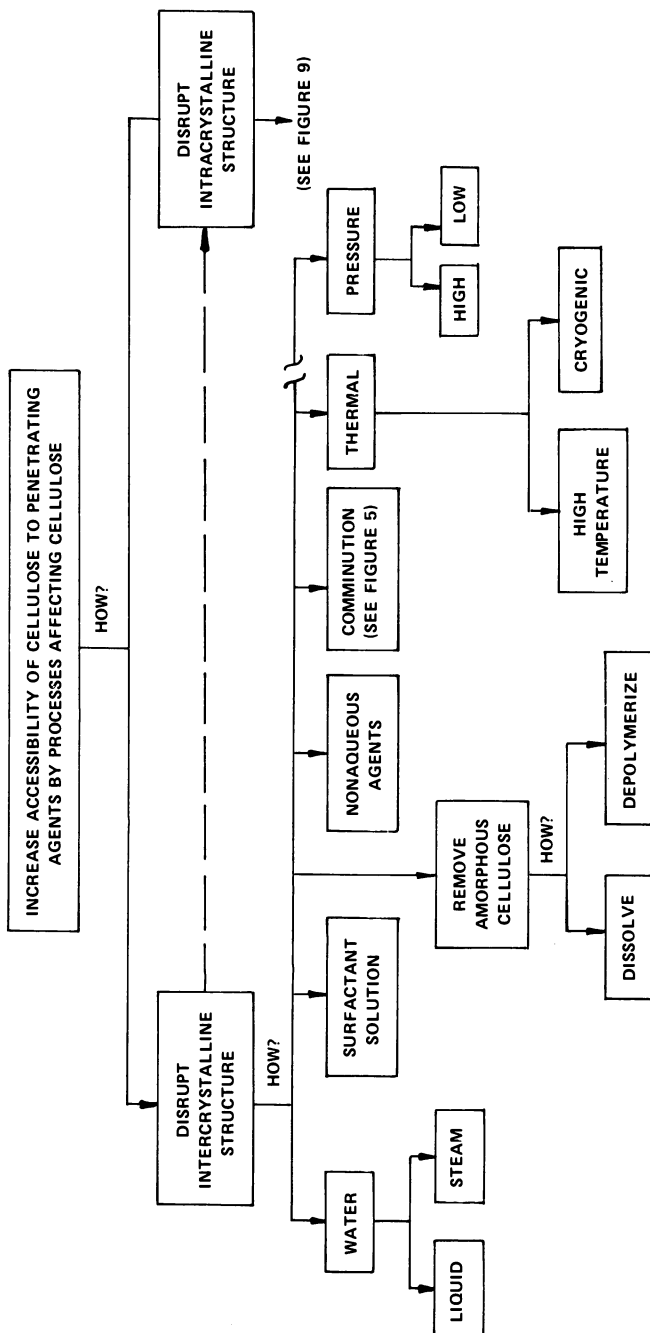 INCREASE ACCESSIBILITY OF CELLULOSE TO PENETRATING
AGENTS BY PROCESSES AFFECTING CELLULOSE
HOW?
DISRUPT
INTERCRYSTALLINE
STRUCTURE
DISRUPT
INTRACRYSTALLINE
STRUCTURE
HOW?
(SEE FIGURE 9)
WATER
SURFACTANT
SOLUTION
NONAQUEOUS
AGENTS
COMMINUTION
(SEE FIGURE 5)
THERMAL
PRESSURE
LIQUID
STEAM
REMOVE
AMORPHOUS
CELLULOSE
HIGH
LOW
HOW?
HIGH
TEMPERATURE
CRYOGENIC
DISSOLVE
DEPOLYMERIZE